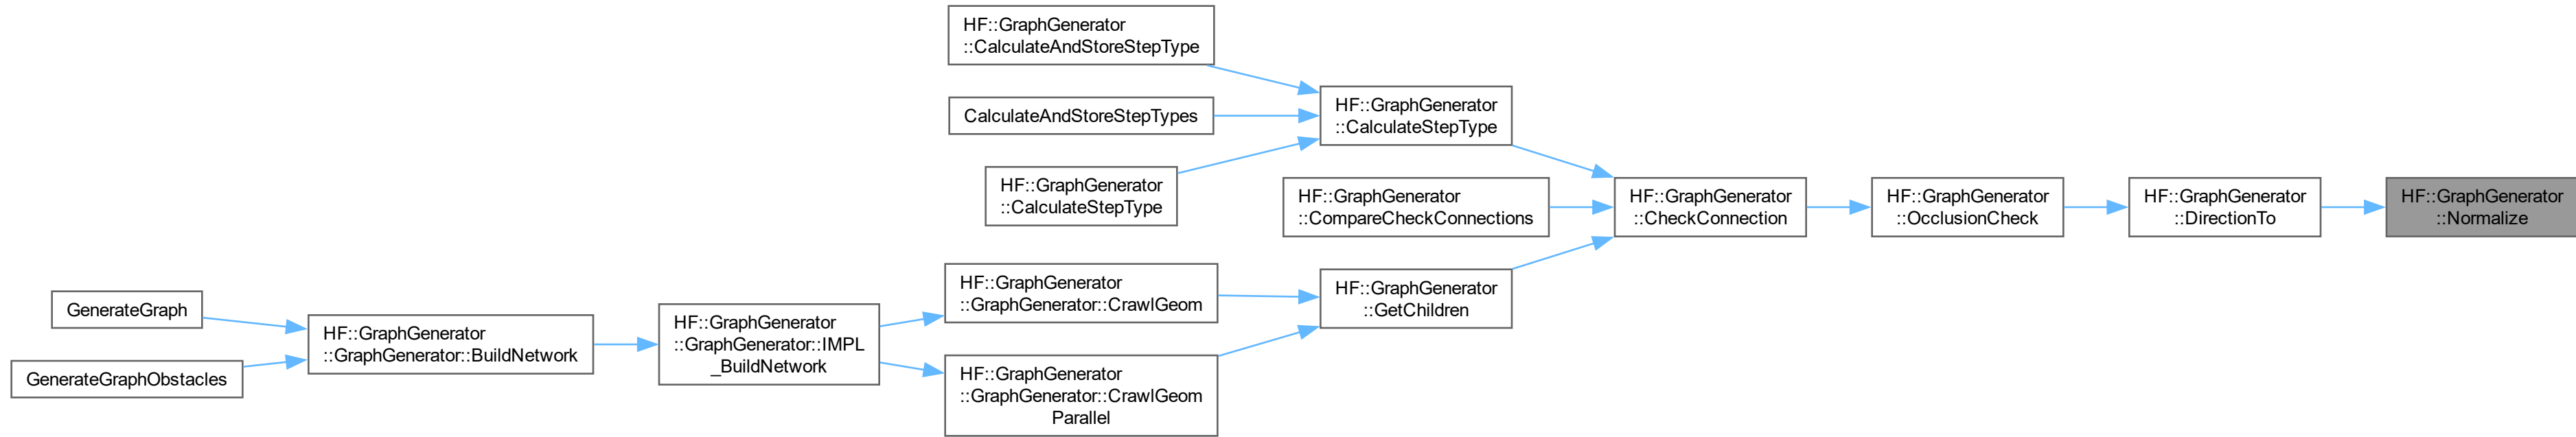 HF::GraphGenerator
::CalculateAndStoreStepType
CalculateAndStoreStepTypes
HF::GraphGenerator
::CalculateStepType
HF::GraphGenerator
::CalculateStepType
HF::GraphGenerator
::CompareCheckConnections
HF::GraphGenerator
::CheckConnection
HF::GraphGenerator
::OcclusionCheck
HF::GraphGenerator
::DirectionTo
HF::GraphGenerator
::Normalize
GenerateGraph
GenerateGraphObstacles
HF::GraphGenerator
::GraphGenerator::BuildNetwork
HF::GraphGenerator
::GraphGenerator::IMPL
_BuildNetwork
HF::GraphGenerator
::GraphGenerator::CrawlGeom
HF::GraphGenerator
::GraphGenerator::CrawlGeom
Parallel
HF::GraphGenerator
::GetChildren